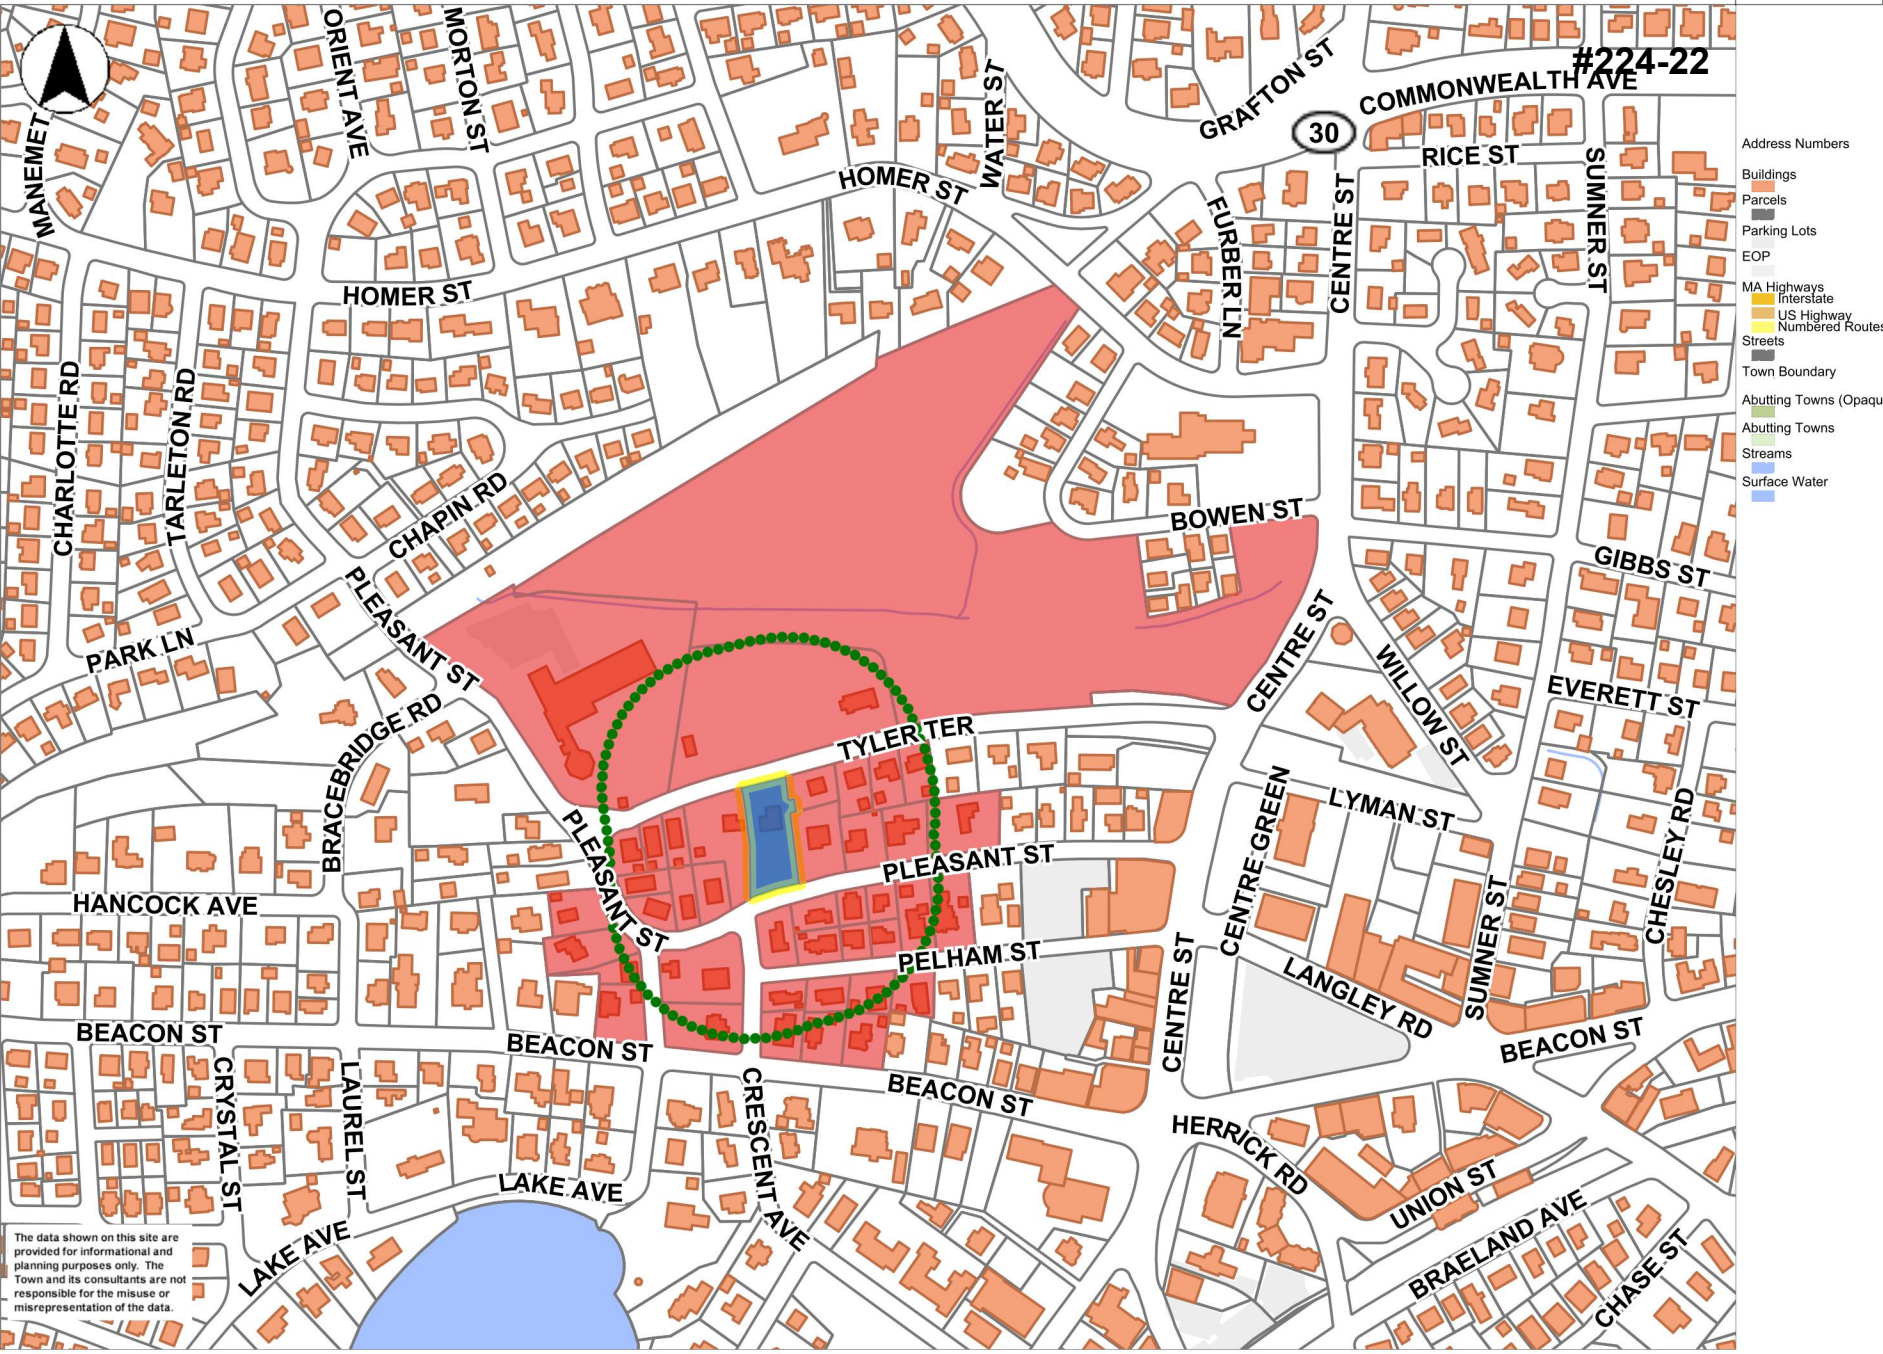 #224-22
ORIENT AVE
MORTON ST
WATER ST
GRAFTON ST
COMMONWEALTH AVE
30
MANEMET
RICE ST
HOMER ST
SUMNER ST
FURBER LN
CENTRE ST
HOMER ST
CHARLOTTE RD
TARLETON RD
CHAPIN RD
BOWEN ST
GIBBS ST
PLEASANT ST
PARK LN
CENTRE ST
WILLOW ST
EVERETT ST
BRACEBRIDGE RD
TYLER TER
LYMAN ST
CENTRE GREEN
CHESLEY RD
PLEASANT ST
PLEASANT ST
HANCOCK AVE
PELHAM ST
CENTRE ST
LANGLEY RD
SUMNER ST
BEACON ST
BEACON ST
BEACON ST
BEACON ST
CRYSTAL ST
LAUREL ST
CRESCENT AVE
HERRICK RD
UNION ST
LAKE AVE
LAKE AVE
BRAELAND AVE
CHASE ST
The data shown on this site are
provided for informational and
planning purposes only. The
Town and its consultants are not
responsible for the misuse or
misrepresentation of the data.
Address Numbers
Buildings
Parcels
Parking Lots
EOP
MA Highways
Interstate
US Highway
Numbered Routes
Streets
Town Boundary
Abutting Towns (Opaqu
Abutting Towns
Streams
Surface Water